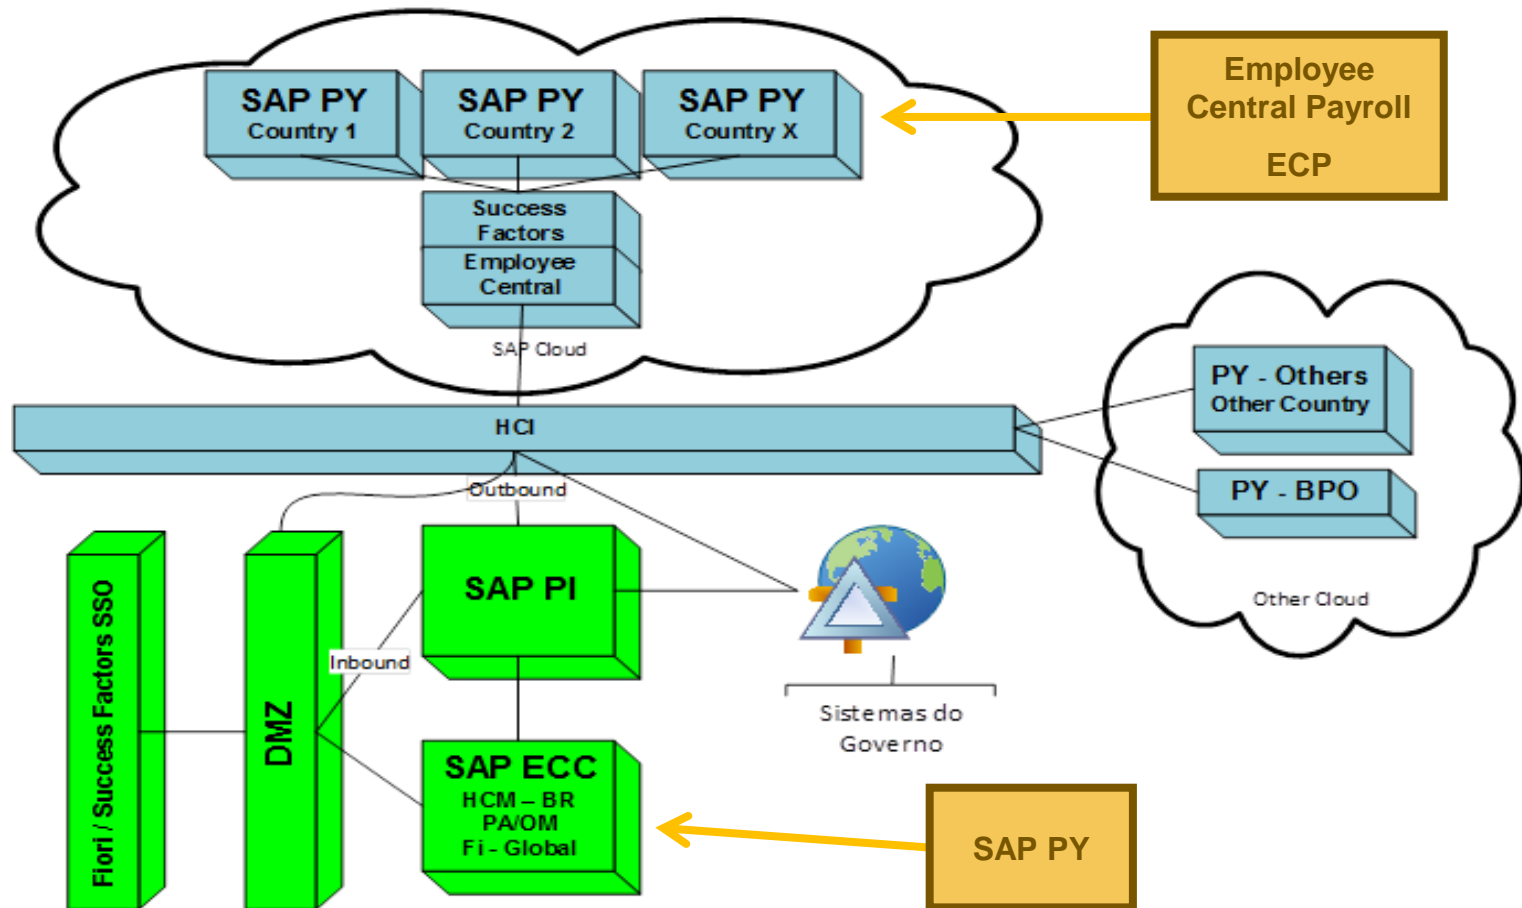 SAP PY
Country 1
SAP PY
Country 2
SAP PY
Country X
Employee
Central Payroll
ECP
Success
Factors
Employee
Central
SAP Cloud
HCI
PY - Others
Other Country
PY - BPO
Other Cloud
Outbound
Inbound
Fiori / Success Factors SSO
DMZ
SAP PI
Sistemas do
Governo
SAP ECC
HCM – BR
PA/OM
Fi - Global
SAP PY